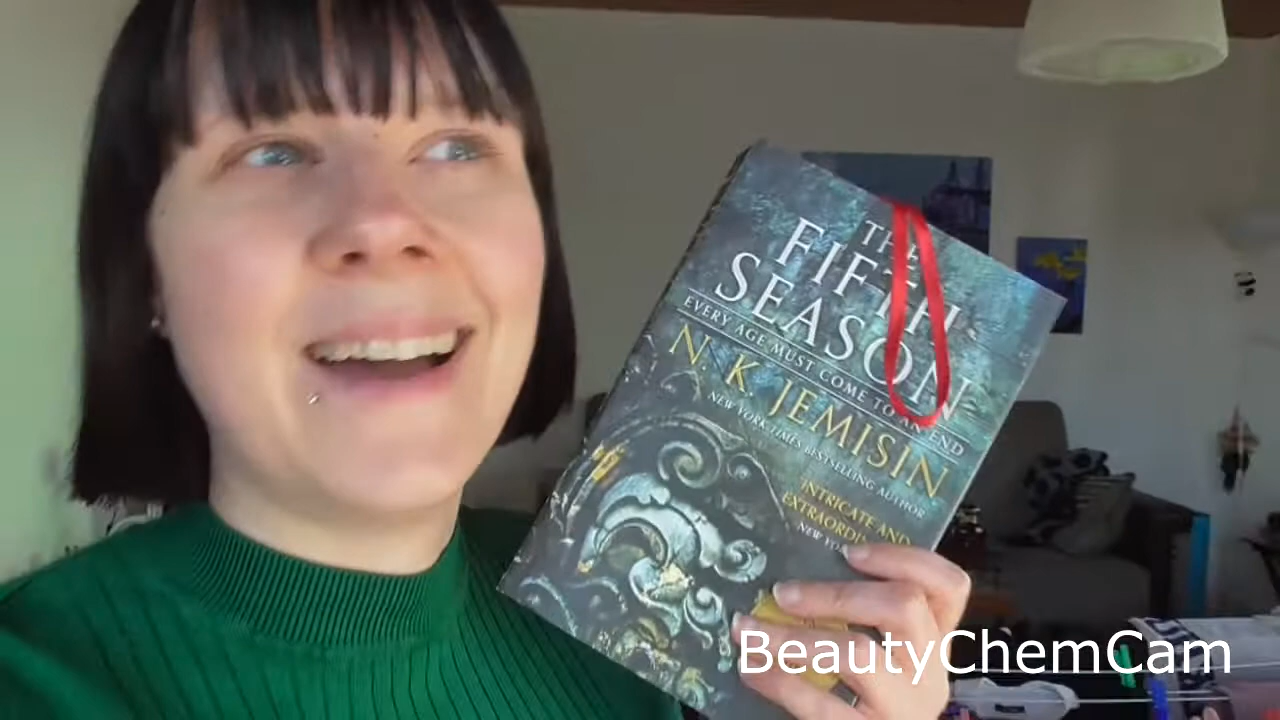 THE
FIFTH
SEASON
EVERY AGE MUST COME TO AN END
N. K. JEMISIN
NEW YORK TIMES BESTSELLING AUTHOR
'INTRICATE AND
NEW
BeautyChemCam